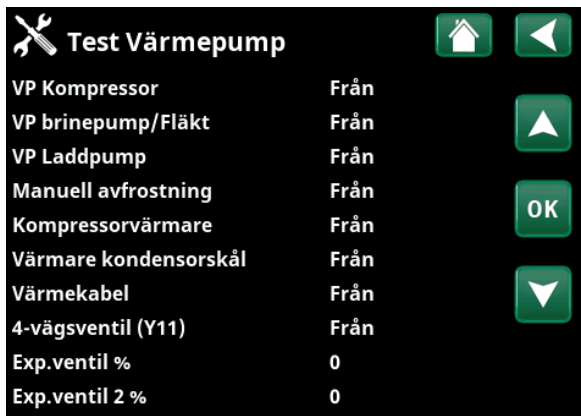 Test Värmepump
VP Kompressor Från
VP brinepump/Fläkt Från
VP Laddpump Från
Manuell avfrostning Från
OK
Kompressorvärmare Från
Värmare kondensorskål Från
Värmekabel Från
4-vägsventil (Y11) Från
Exp.ventil % 0
Exp.ventil 2 % 0